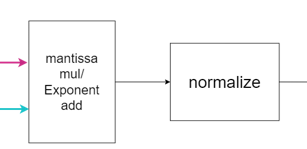 mantissa
mul/
Exponent
add
normalize